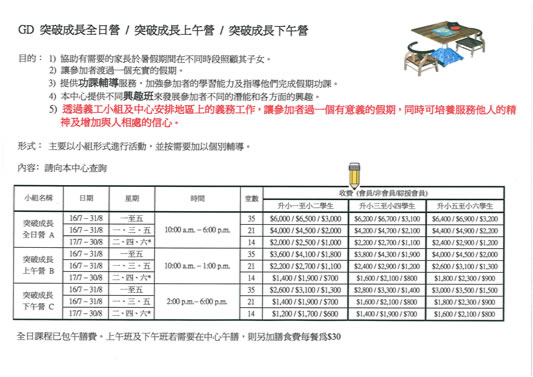 GD 突破成長全日營 / 突破成長上午營 / 突破成長下午營
目的： 1) 協助有需要的家長於暑假期間在不同時段照顧其子女。
2) 讓參加者渡過一個充實的假期。
3) 提供功課輔導服務，加強參加者的學習能力及指導他們完成假期功課。
4) 本中心提供不同興趣班來發展參加者不同的潛能和各方面的興趣。
5) 透過義工小組及中心安排地區上的義務工作，讓參加者過一個有意義的假期，同時可培養服務他人的精
神及增加與人相處的信心。
形式： 主要以小組形式進行活動，並按需要加以個別輔導。
內容: 請向本中心查詢
小組名稱 日期 星期 時間 堂數 收費 (會員/非會員/綜援會員)
升小一至小二學生 升小三至小四學生 升小五至小六學生
突破成長 全日營 A 10:00 a.m. – 6:00 p.m.
16/7 – 31/8 一至五 35 $6,000 / $6,500 / $3,000 $6,200 / $6,700 / $3,100 $6,400 / $6,900 / $3,200
16/7 – 31/8 一、三、五 21 $4,000 / $4,500 / $2,000 $4,200 / $4,700 / $2,100 $4,400 / $4,900 / $2,200
17/7 – 30/8 二、四、六* 14 $2,000 / $2,500 / $1,000 $2,200 / $2,700 / $1,100 $2,400 / $2,900 / $1,200
突破成長 上午營 B 10:00 a.m. – 1:00 p.m.
16/7 – 31/8 一至五 35 $3,600 / $4,100 / $1,800 $3,800 / $4,300 / $1,900 $4,000 / $4,500 / $2,000
16/7 – 31/8 一、三、五 21 $2,200 / $2,700 / $1,100 $2,400 / $2,900 / $1,200 $2,600 / $3,100 / $1,300
17/7 – 30/8 二、四、六* 14 $1,400 / $1,900 / $700 $1,600 / $2,100 / $800 $1,800 / $2,300 / $900
突破成長 下午營 C 2:00 p.m.– 6:00 p.m.
16/7 – 31/8 一至五 35 $2,600 / $3,100 / $1,300 $2,800 / $3,300 / $1,400 $3,000 / $3,500 / $1,500
16/7 – 31/8 一、三、五 21 $1,400 / $1,900 / $700 $1,600 / $2,100 / $800 $1,800 / $2,300 / $900
17/7 – 30/8 二、四、六* 14 $1,200 / $1,700 / $600 $1,400 / $1,900 / $700 $1,600 / $2,100 / $800
全日課程已包午膳費。上午班及下午班若需要在中心午膳，則另加膳食費每餐爲$30